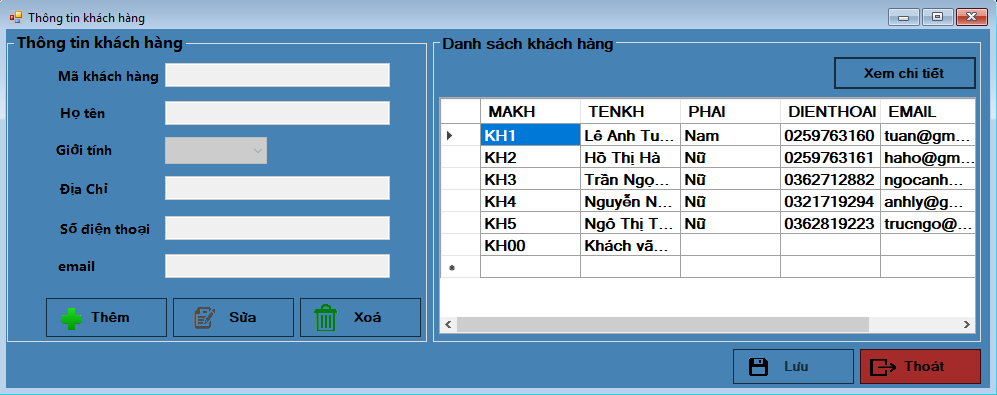 Thông tin khách hàng
Thông tin khách hàng
Mã khách hàng
Họ tên
Giới tính
Địa Chỉ
Số điện thoại
email
Thêm Sửa Xoá
Danh sách khách hàng
Xem chi tiết
MAKH TENKH PHAI DIENTHOAI EMAIL
KH1 Lê Anh Tu... Nam 0259763160 tuan@gm...
KH2 Hồ Thị Hà Nữ 0259763161 haho@gm...
KH3 Trần Ngọ... Nữ 0362712882 ngocanh...
KH4 Nguyễn N... Nữ 0321719294 anhly@g...
KH5 Ngô Thị T... Nữ 0362819223 trucngo@...
KH00 Khách vã...
Lưu Thoát